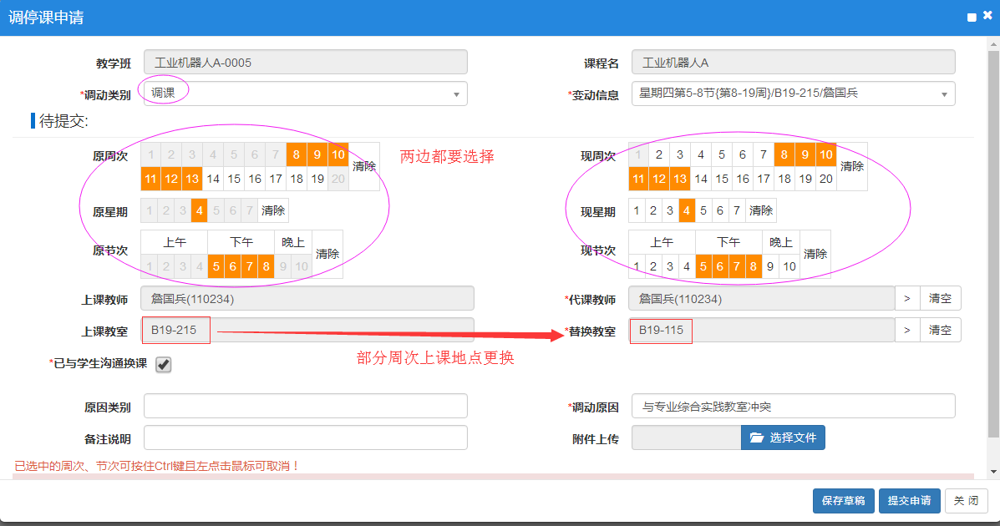 调停课申请
教学班 工业机器人A-0005 课程名 工业机器人A
*调动类别 调课 *变动信息 星期四第5-8节{第8-19周}/B19-215/詹国兵
待提交:
原周次 1 2 3 4 5 6 7 8 9 10 清除 两边都要选择 现周次 1 2 3 4 5 6 7 8 9 10 清除
11 12 13 14 15 16 17 18 19 20 11 12 13 14 15 16 17 18 19 20
原星期 1 2 3 4 5 6 7 清除 现星期 1 2 3 4 5 6 7 清除
原节次 上午 下午 晚上 清除 现节次 上午 下午 晚上 清除
1 2 3 4 5 6 7 8 9 10 1 2 3 4 5 6 7 8 9 10
上课教师 詹国兵(110234) *代课教师 詹国兵(110234) > 清空
上课教室 B19-215 *替换教室 B19-115 > 清空
部分周次上课地点更换
*已与学生沟通换课
原因类别 *调动原因 与专业综合实践教室冲突
备注说明 附件上传 选择文件
已选中的周次、节次可按住Ctrl键且左点击鼠标可取消！
保存草稿 提交申请 关 闭